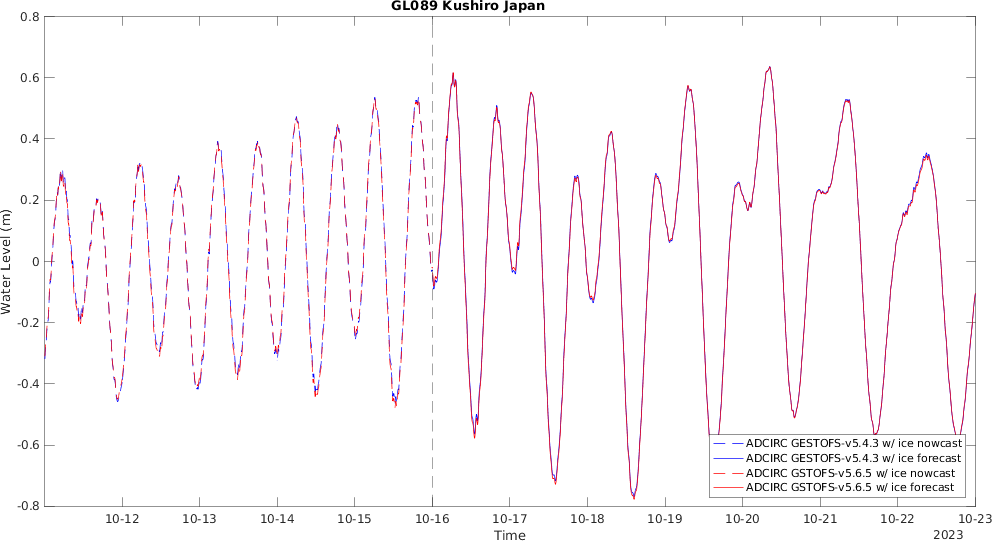 GL089 Kushiro Japan
0.8
0.6
0.4
0.2
0
-0.2
-0.4
-0.6
-0.8
Water Level (m)
10-12 10-13 10-14 10-15 10-16 10-17 10-18 10-19 10-20 10-21 10-22 10-23
Time
2023
ADCIRC GESTOFS-v5.4.3 w/ ice nowcast
ADCIRC GESTOFS-v5.4.3 w/ ice forecast
ADCIRC GSTOFS-v5.6.5 w/ ice nowcast
ADCIRC GSTOFS-v5.6.5 w/ ice forecast